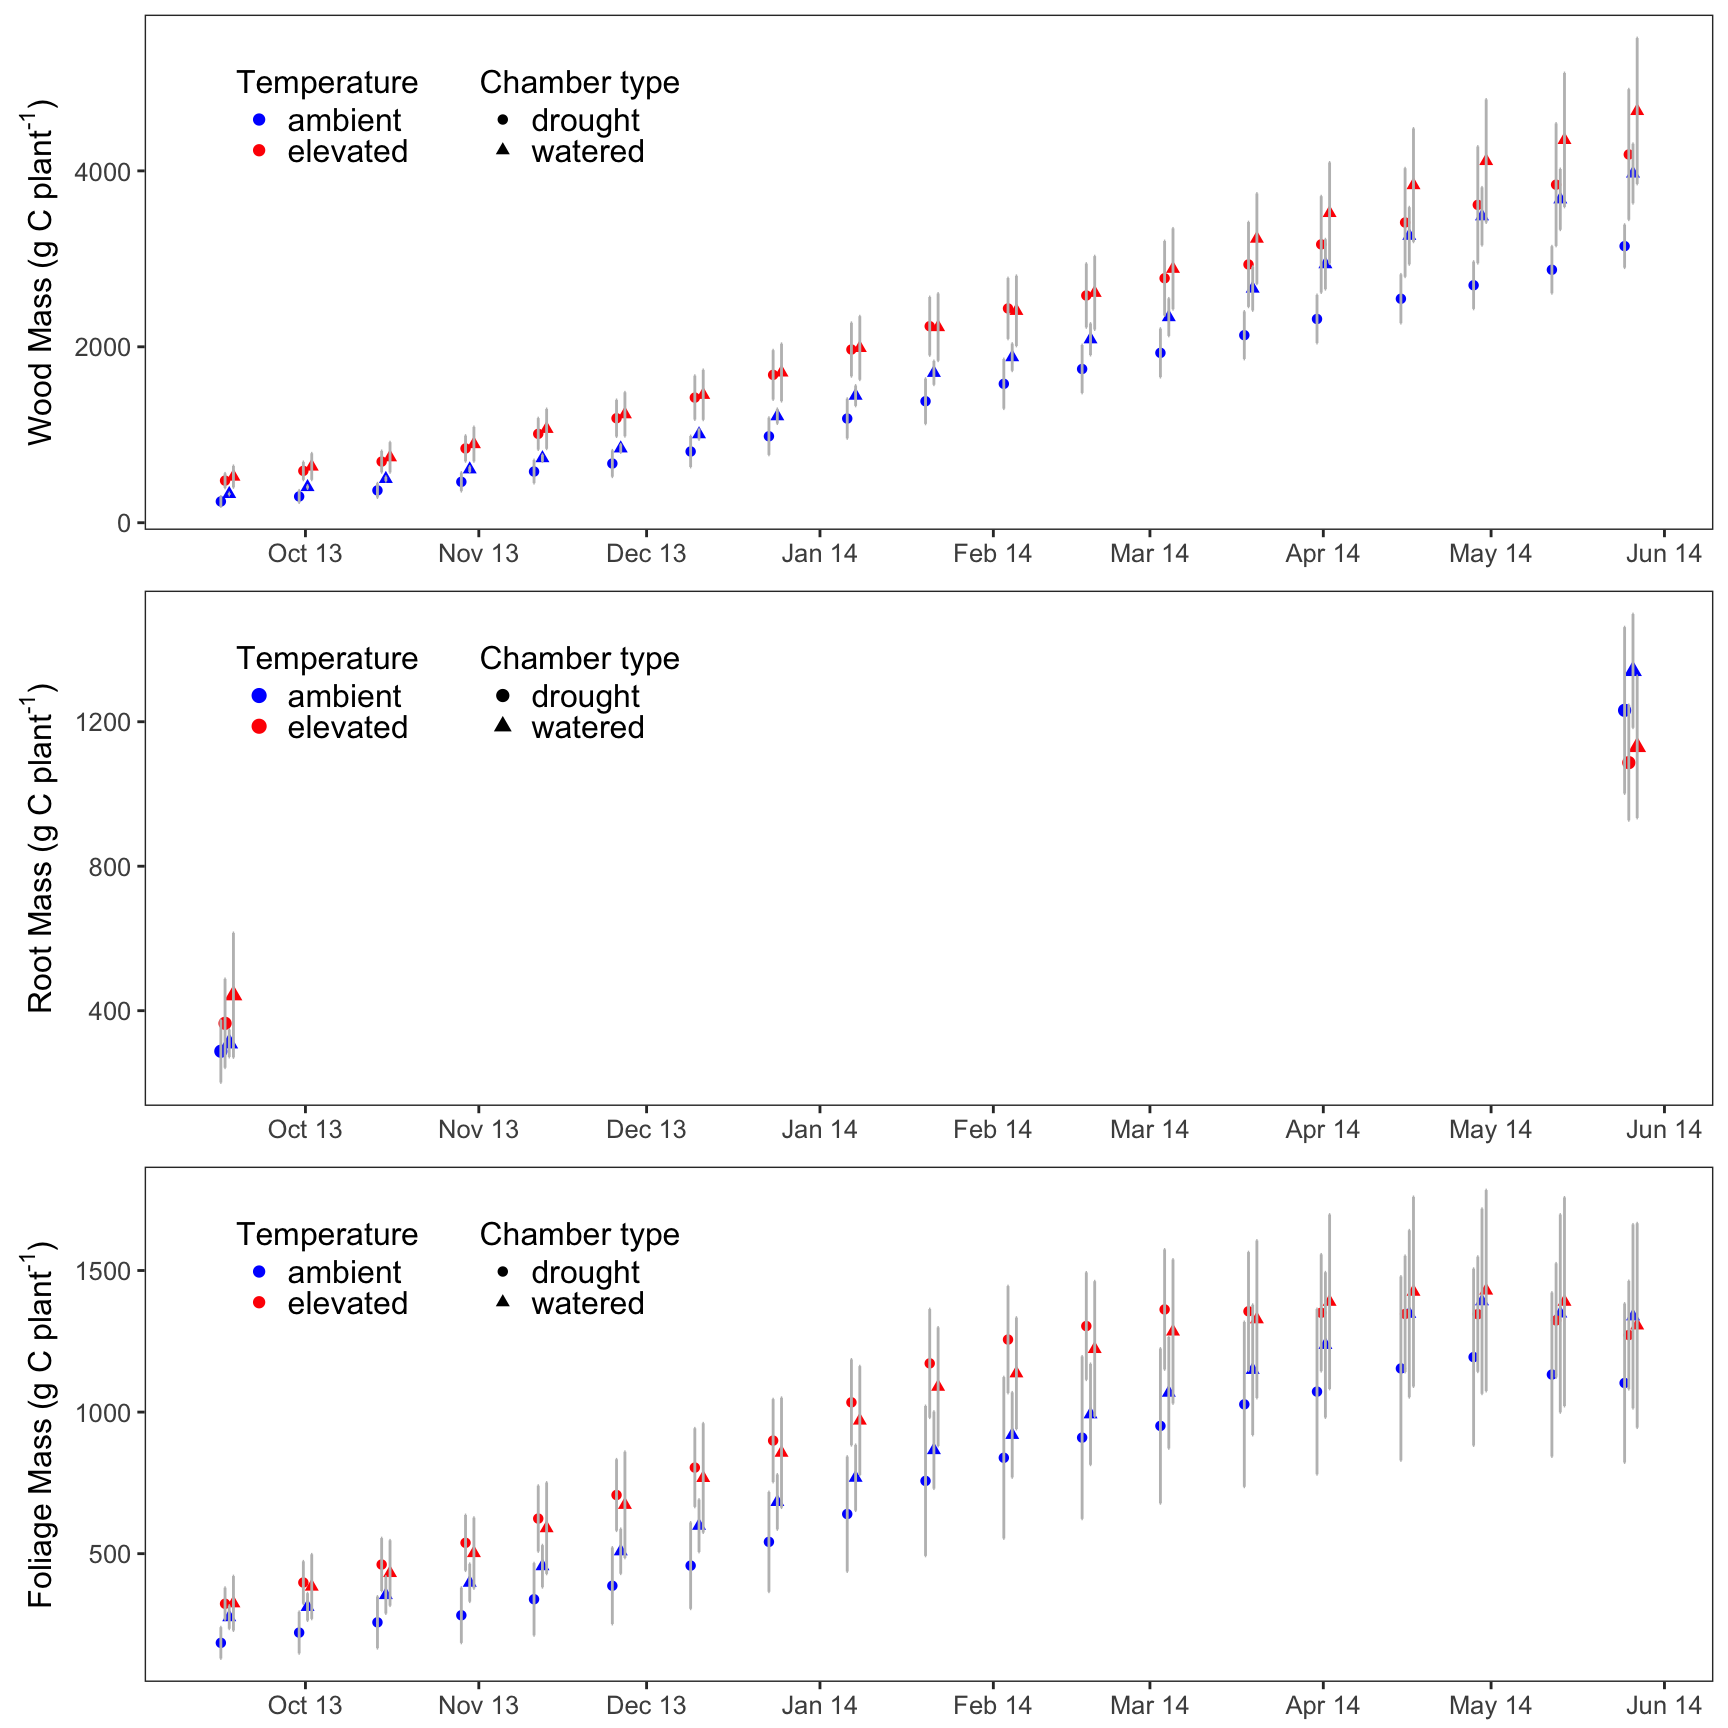 Wood Mass (g C plant⁻¹)
Temperature Chamber type
ambient drought
elevated watered
4000
2000
0
Oct 13 Nov 13 Dec 13 Jan 14 Feb 14 Mar 14 Apr 14 May 14 Jun 14
Root Mass (g C plant⁻¹)
Temperature Chamber type
ambient drought
elevated watered
1200
800
400
Oct 13 Nov 13 Dec 13 Jan 14 Feb 14 Mar 14 Apr 14 May 14 Jun 14
Foliage Mass (g C plant⁻¹)
Temperature Chamber type
ambient drought
elevated watered
1500
1000
500
Oct 13 Nov 13 Dec 13 Jan 14 Feb 14 Mar 14 Apr 14 May 14 Jun 14